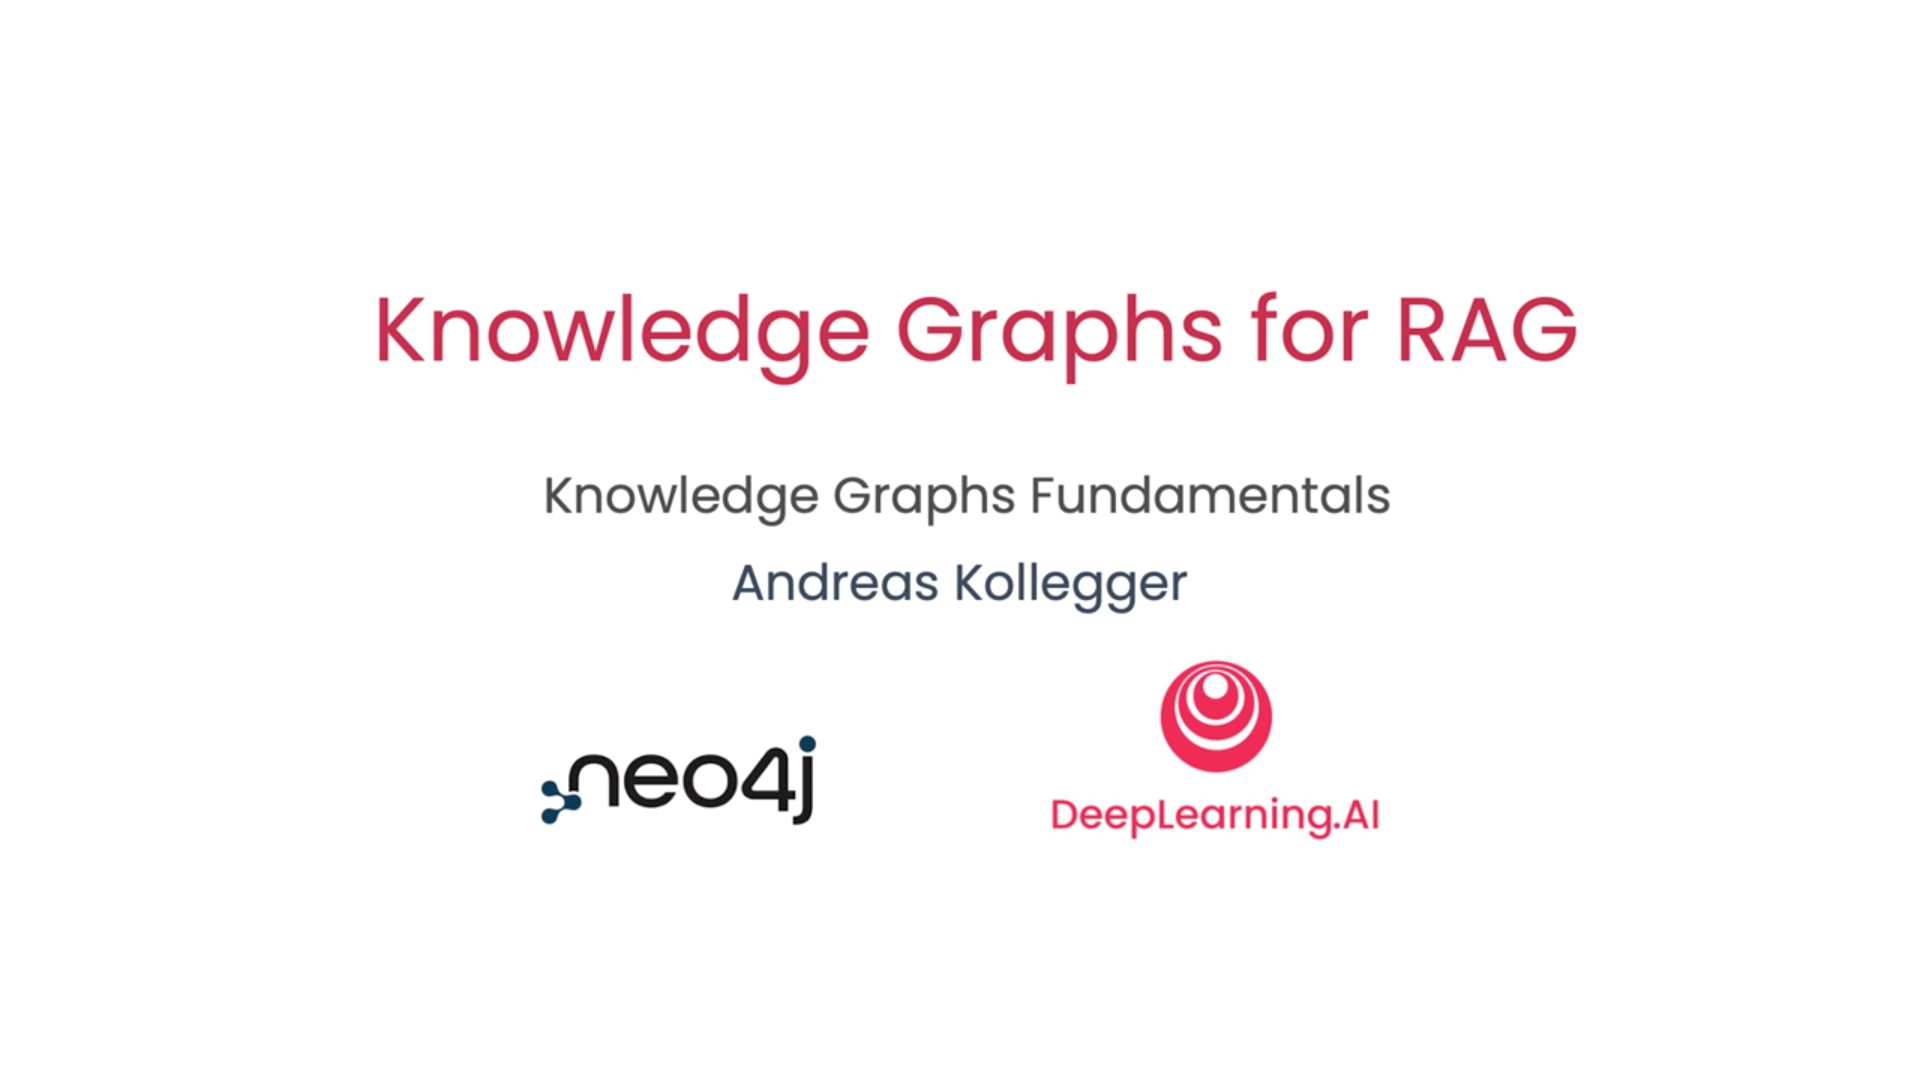 Knowledge Graphs for RAG
Knowledge Graphs Fundamentals
Andreas Kollegger
neo4j
DeepLearning.AI